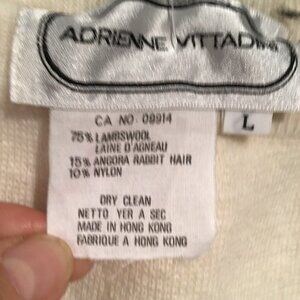 ADRIENNE VITTADINI
L
CA NO. 09914
75% LAMBSWOOL
LAINE D'AGNEAU
15% ANGORA RABBIT HAIR
10% NYLON
DRY CLEAN
NETTO YER A SEC
MADE IN HONG KONG
FABRIQUE A HONG KONG